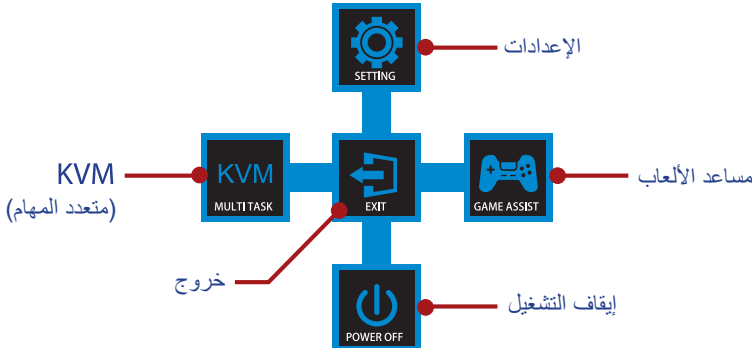 الإعدادات
SETTING
KVM
(متعدد المهام)
KVM
MULTI TASK
EXIT
GAME ASSIST
مساعد الألعاب
خروج
إيقاف التشغيل
POWER OFF